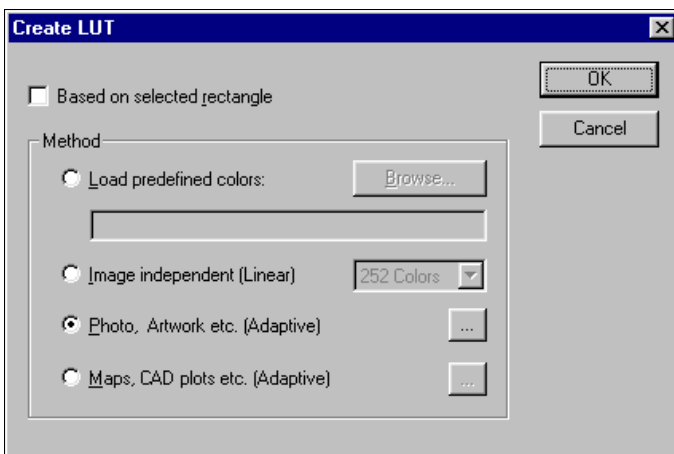 Create LUT
Based on selected rectangle
OK
Cancel
Method
Load predefined colors:
Browse...
Image independent (Linear)
252 Colors
Photo, Artwork etc. (Adaptive)
...
Maps, CAD plots etc. (Adaptive)
...